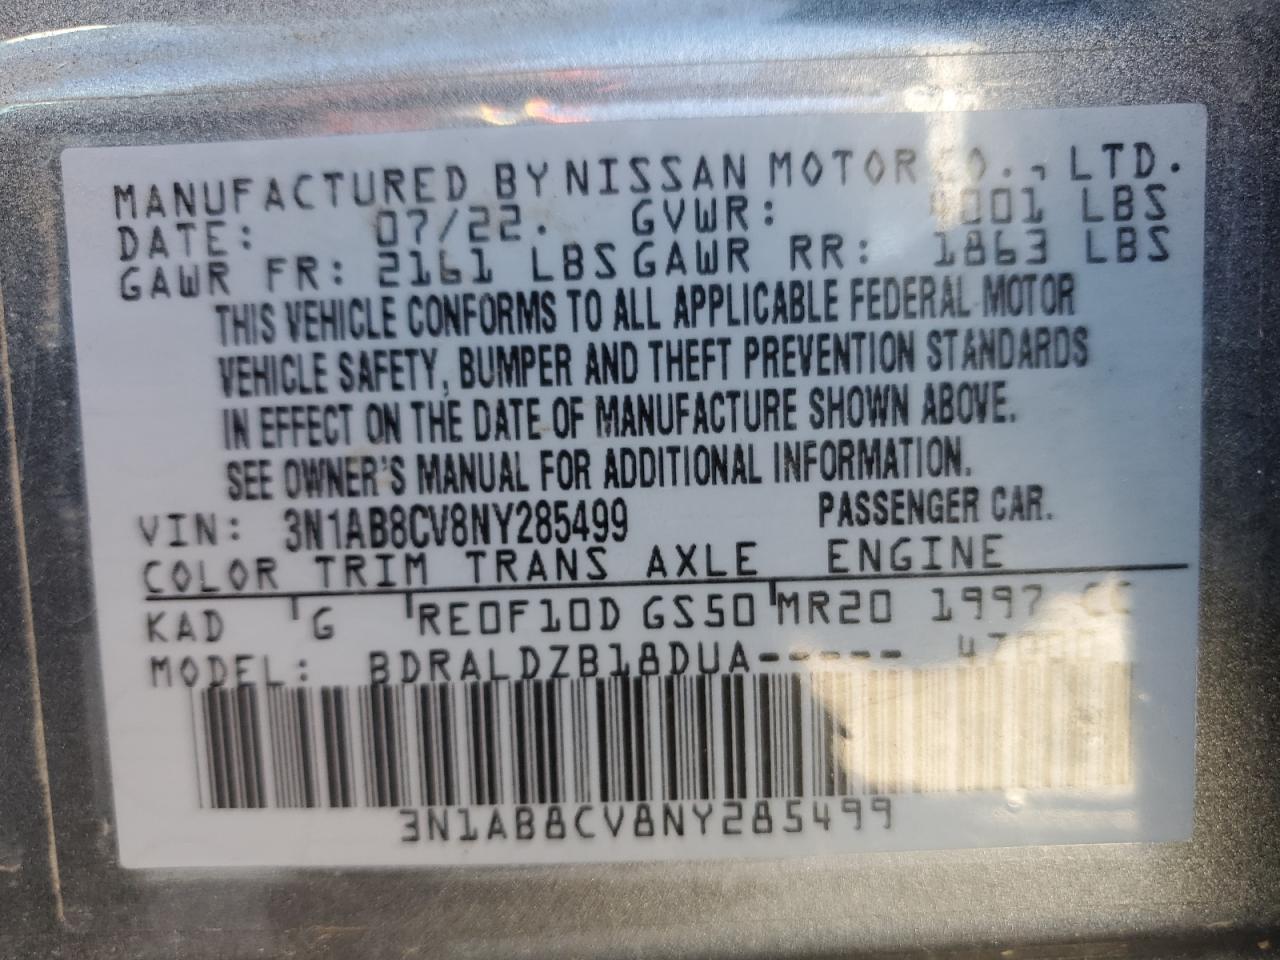 MANUFACTURED BY NISSAN MOTOR CO., LTD.
DATE: 07/22. GVWR: 4001 LBS
GAWR FR: 2161 LBS GAWR RR: 1863 LBS
THIS VEHICLE CONFORMS TO ALL APPLICABLE FEDERAL MOTOR
VEHICLE SAFETY, BUMPER AND THEFT PREVENTION STANDARDS
IN EFFECT ON THE DATE OF MANUFACTURE SHOWN ABOVE.
SEE OWNER'S MANUAL FOR ADDITIONAL INFORMATION.
VIN: 3N1AB8CV8NY285499 PASSENGER CAR.
COLOR TRIM TRANS AXLE ENGINE
KAD G RE0F10D GS50 MR20 1997 CC
MODEL: BDRALDZB18DUA-----
3N1AB8CV8NY285499